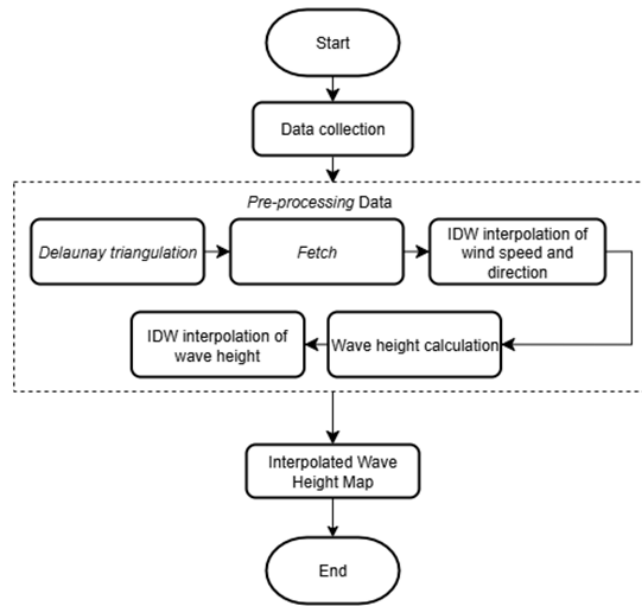 Start
Data collection
Pre-processing Data
Delaunay triangulation
Fetch
IDW interpolation of
wind speed and
direction
Wave height calculation
IDW interpolation of
wave height
Interpolated Wave
Height Map
End